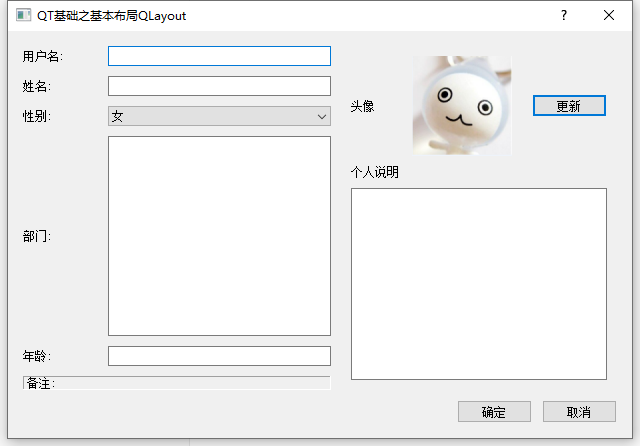 QT基础之基本布局QLayout
用户名:
姓名:
性别:
女
部门:
年龄:
备注:
头像
更新
个人说明
确定
取消